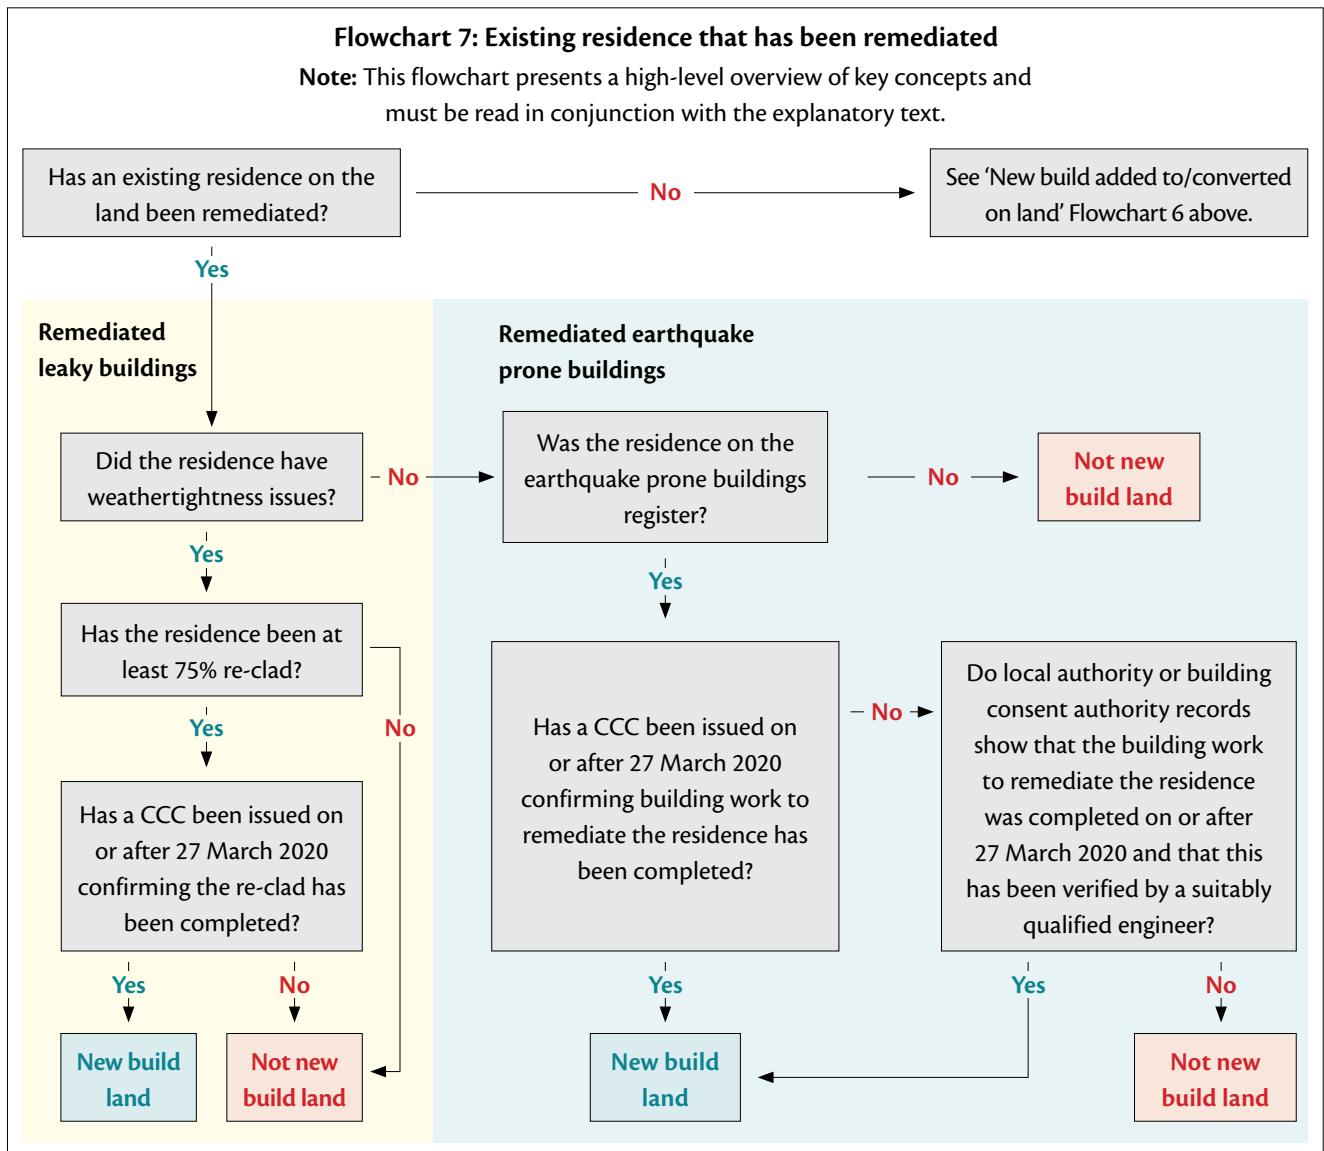 Flowchart 7: Existing residence that has been remediated
Note: This flowchart presents a high-level overview of key concepts and
must be read in conjunction with the explanatory text.
Has an existing residence on the
land been remediated?
No
See ‘New build added to/converted
on land’ Flowchart 6 above.
Yes
Remediated
leaky buildings
Remediated earthquake
prone buildings
Did the residence have
weathertightness issues?
No
Was the residence on the
earthquake prone buildings
register?
No
Not new
build land
Yes
Yes
Has the residence been at
least 75% re-clad?
Yes
No
Has a CCC been issued on
or after 27 March 2020
confirming the re-clad has
been completed?
Has a CCC been issued on
or after 27 March 2020
confirming building work to
remediate the residence has
been completed?
No
Do local authority or building
consent authority records
show that the building work
to remediate the residence
was completed on or after
27 March 2020 and that this
has been verified by a suitably
qualified engineer?
Yes
No
Yes
Yes
No
New build
land
Not new
build land
New build
land
Not new
build land